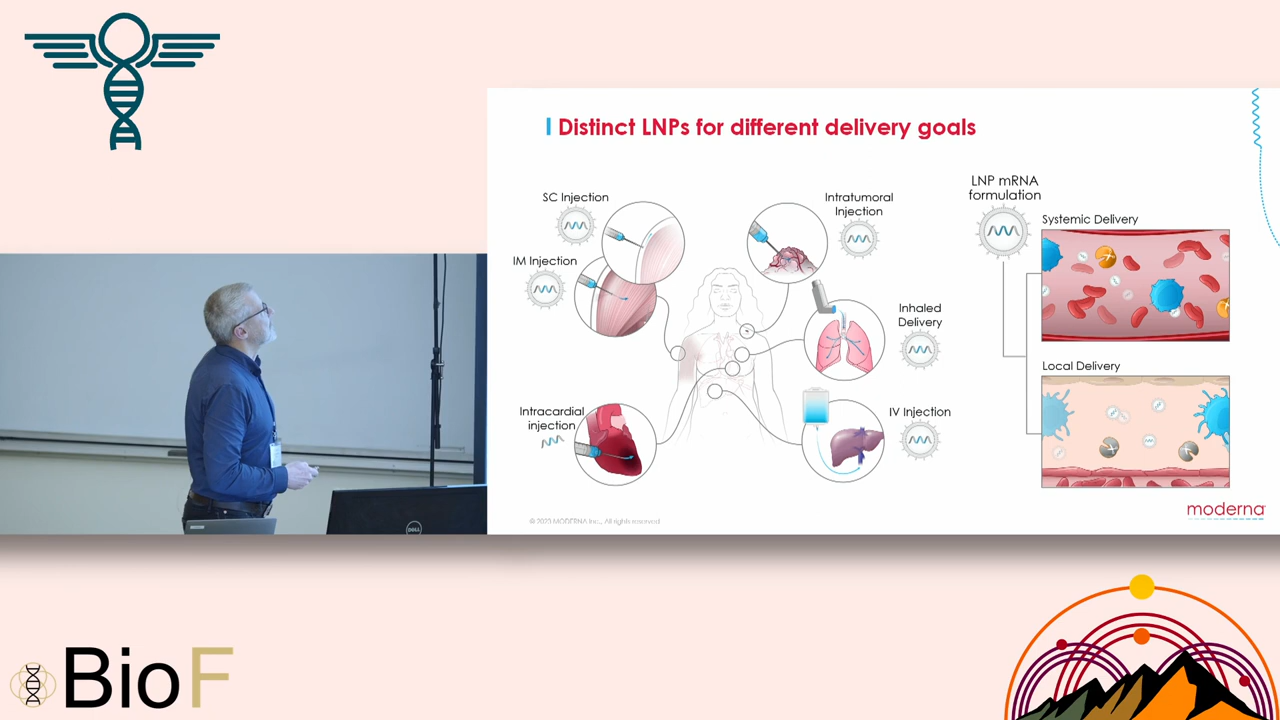 Distinct LNPs for different delivery goals
SC Injection
IM Injection
Intracardial
injection
Intratumoral
Injection
Inhaled
Delivery
IV Injection
LNP mRNA
formulation
Systemic Delivery
Local Delivery
© 2020 MODERNA Inc., All rights reserved
moderna
DELL
BioF